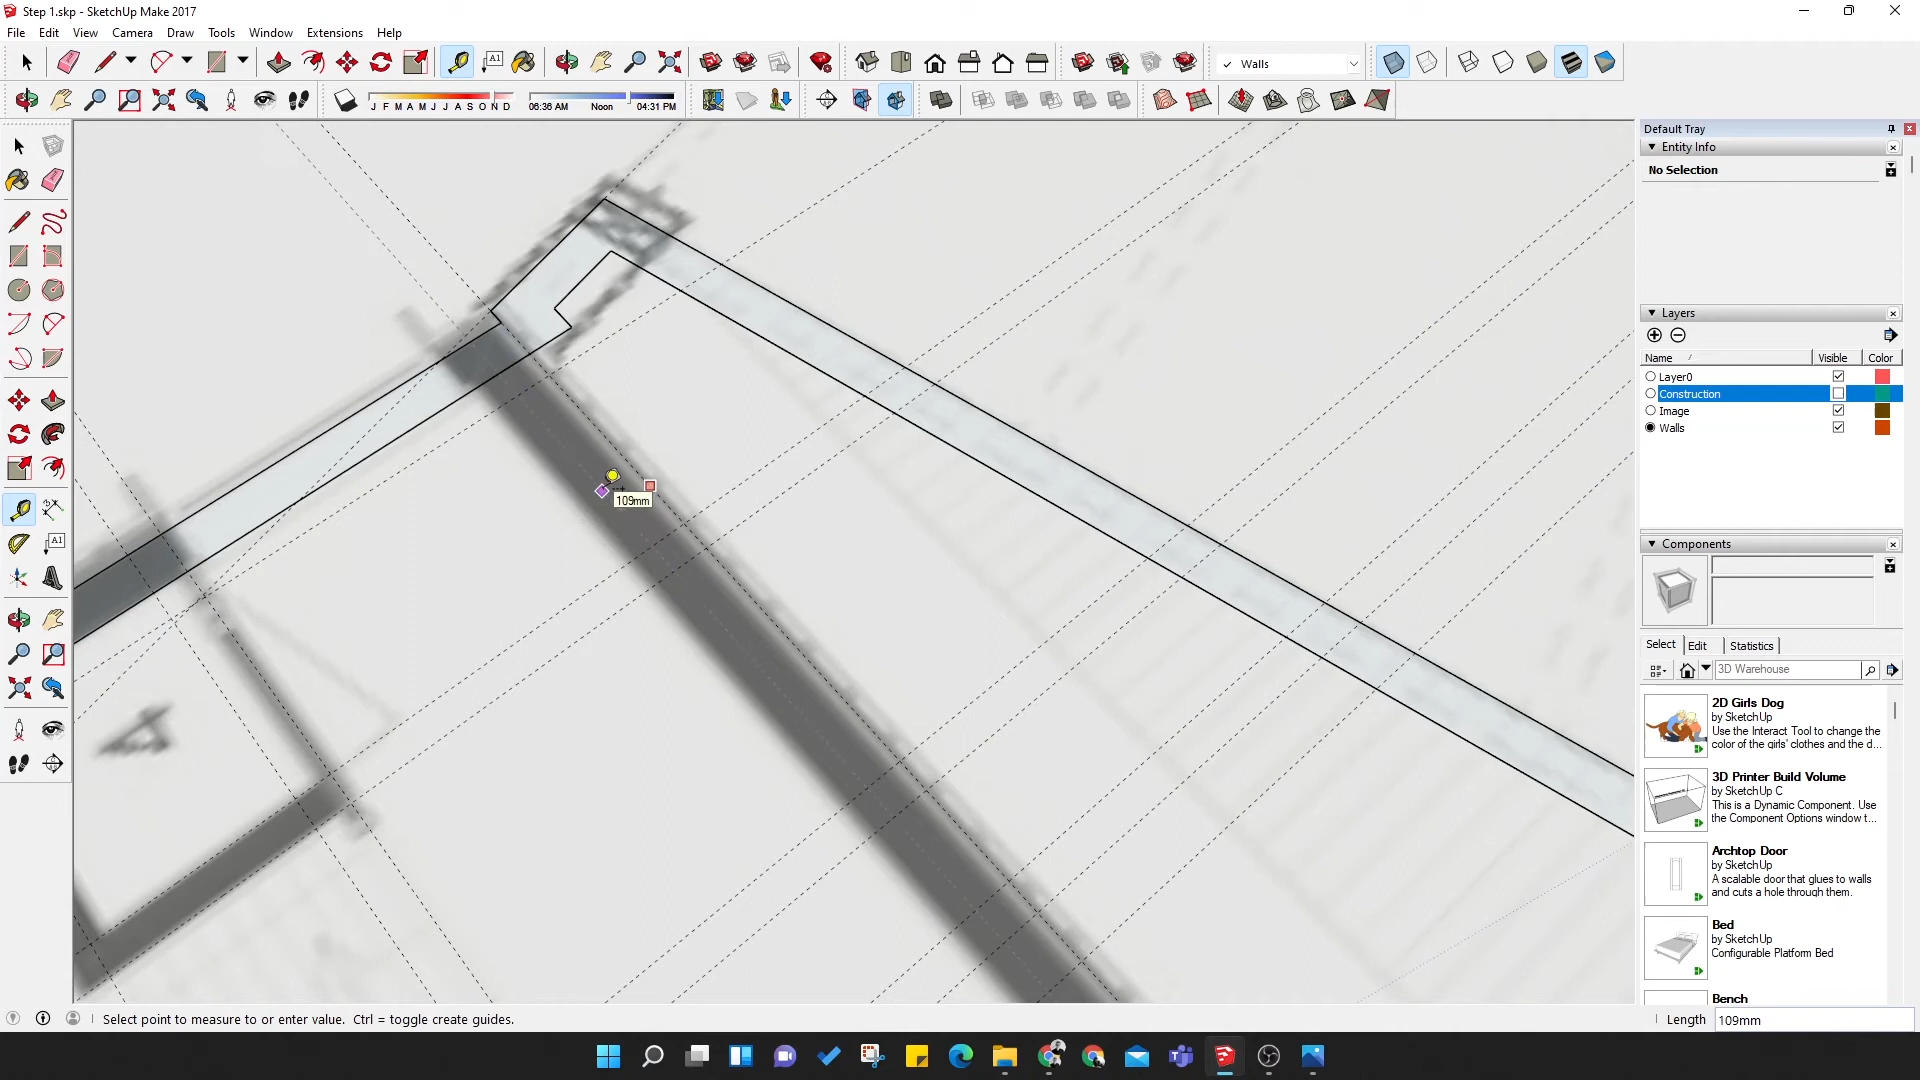 Step 1.skp - SketchUp Make 2017
File Edit View Camera Draw Tools Window Extensions Help
A1
✓ Walls
J F M A M J J A S O N D
06:36 AM Noon 04:31 PM
Default Tray
Entity Info
No Selection
Layers
Name Visible Color
Layer0
Construction
Image
Walls
109mm
A1
Components
Select Edit Statistics
3D Warehouse
2D Girls Dog
by SketchUp
Use the Interact Tool to change the
color of the girls' clothes and the d...
3D Printer Build Volume
by SketchUp C
This is a Dynamic Component. Use
the Component Options window t...
Archtop Door
by SketchUp
A scalable door that glues to walls
and cuts a hole through them.
Bed
by SketchUp
Configurable Platform Bed
Bench
Select point to measure to or enter value. Ctrl = toggle create guides.
Length 109mm